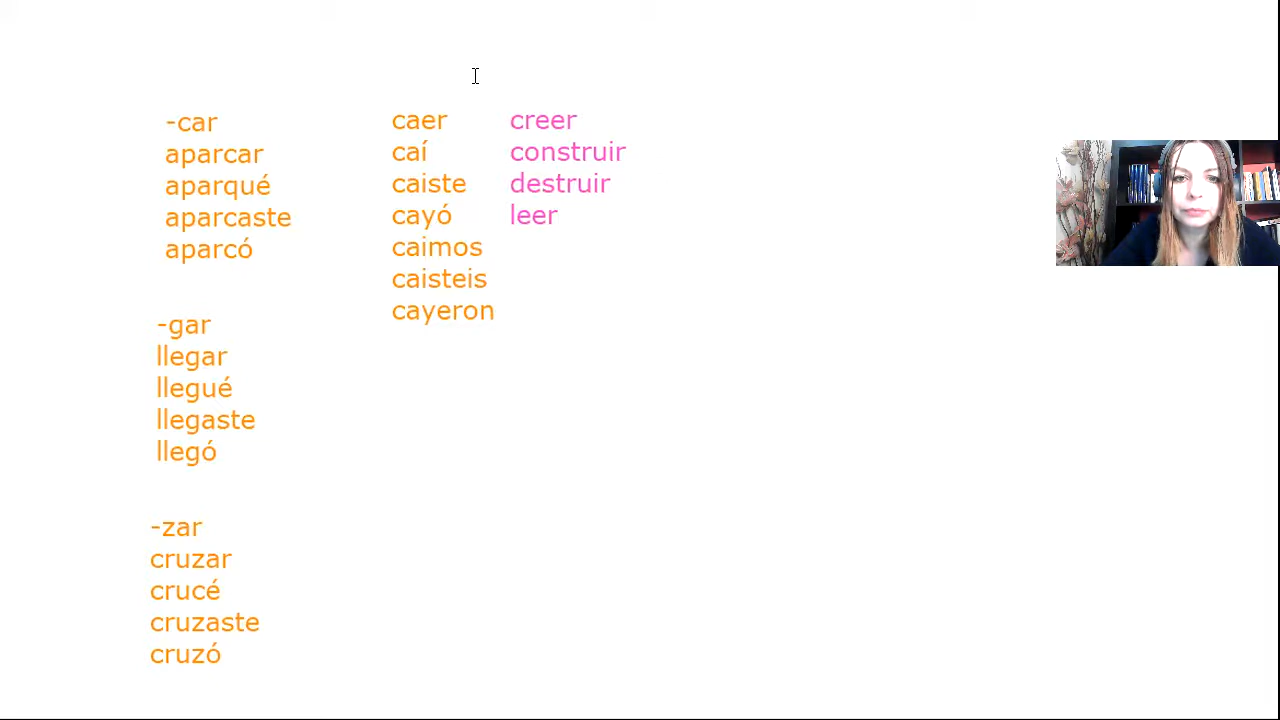 -car
aparcar
aparqué
aparcaste
aparcó
-gar
llegar
llegué
llegaste
llegó
-zar
cruzar
crucé
cruzaste
cruzó
caer
caí
caiste
cayó
caimos
caisteis
cayeron
creer
construir
destruir
leer